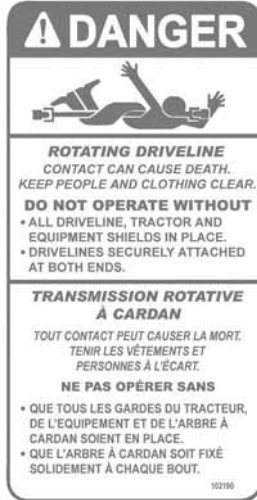 DANGER
ROTATING DRIVELINE
CONTACT CAN CAUSE DEATH.
KEEP PEOPLE AND CLOTHING CLEAR.
DO NOT OPERATE WITHOUT
• ALL DRIVELINE, TRACTOR AND
EQUIPMENT SHIELDS IN PLACE.
• DRIVELINES SECURELY ATTACHED
AT BOTH ENDS.
TRANSMISSION ROTATIVE
À CARDAN
TOUT CONTACT PEUT CAUSER LA MORT.
TENIR LES VÊTEMENTS ET
PERSONNES À L'ÉCART.
NE PAS OPÉRER SANS
• QUE TOUS LES GARDES DU TRACTEUR,
DE L'EQUIPEMENT ET DE L'ARBRE À
CARDAN SOIENT EN PLACE.
• QUE L'ARBRE À CARDAN SOIT FIXÉ
SOLIDEMENT À CHAQUE BOUT.
102190